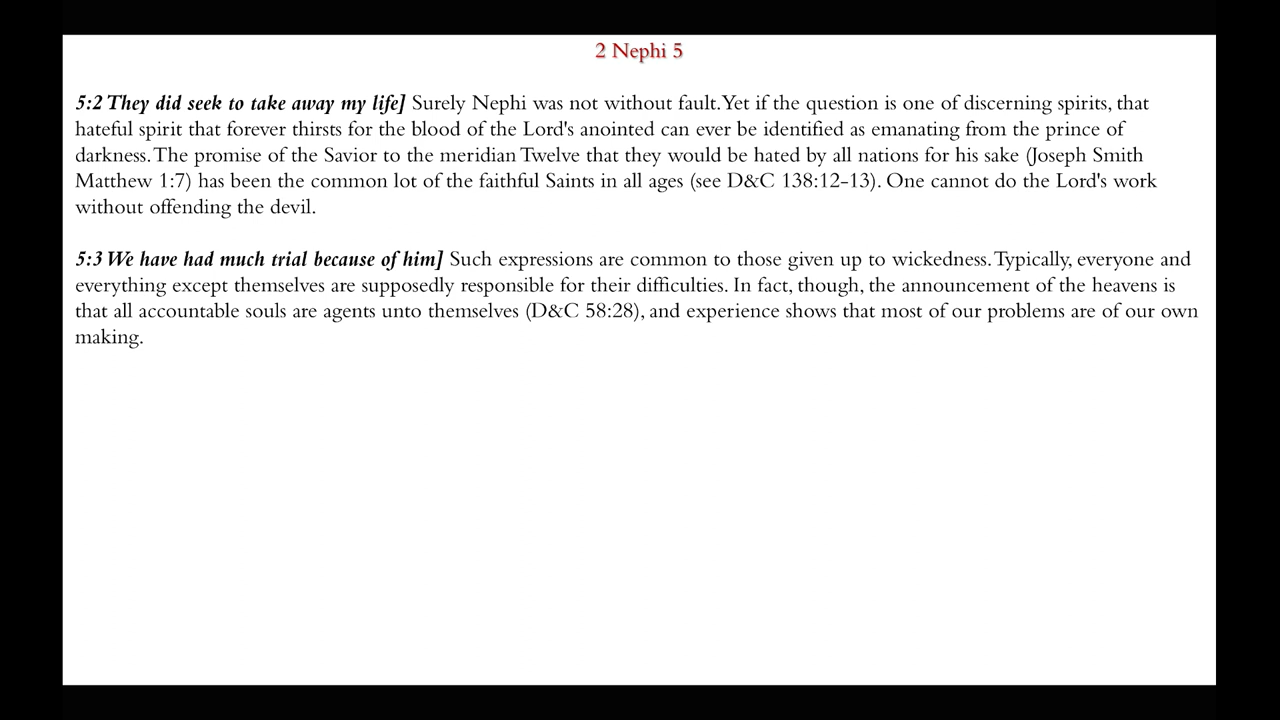 2 Nephi 5
5:2 They did seek to take away my life] Surely Nephi was not without fault. Yet if the question is one of discerning spirits, that
hateful spirit that forever thirsts for the blood of the Lord's anointed can ever be identified as emanating from the prince of
darkness. The promise of the Savior to the meridian Twelve that they would be hated by all nations for his sake (Joseph Smith
Matthew 1:7) has been the common lot of the faithful Saints in all ages (see D&C 138:12-13). One cannot do the Lord's work
without offending the devil.
5:3 We have had much trial because of him] Such expressions are common to those given up to wickedness. Typically, everyone and
everything except themselves are supposedly responsible for their difficulties. In fact, though, the announcement of the heavens is
that all accountable souls are agents unto themselves (D&C 58:28), and experience shows that most of our problems are of our own
making.